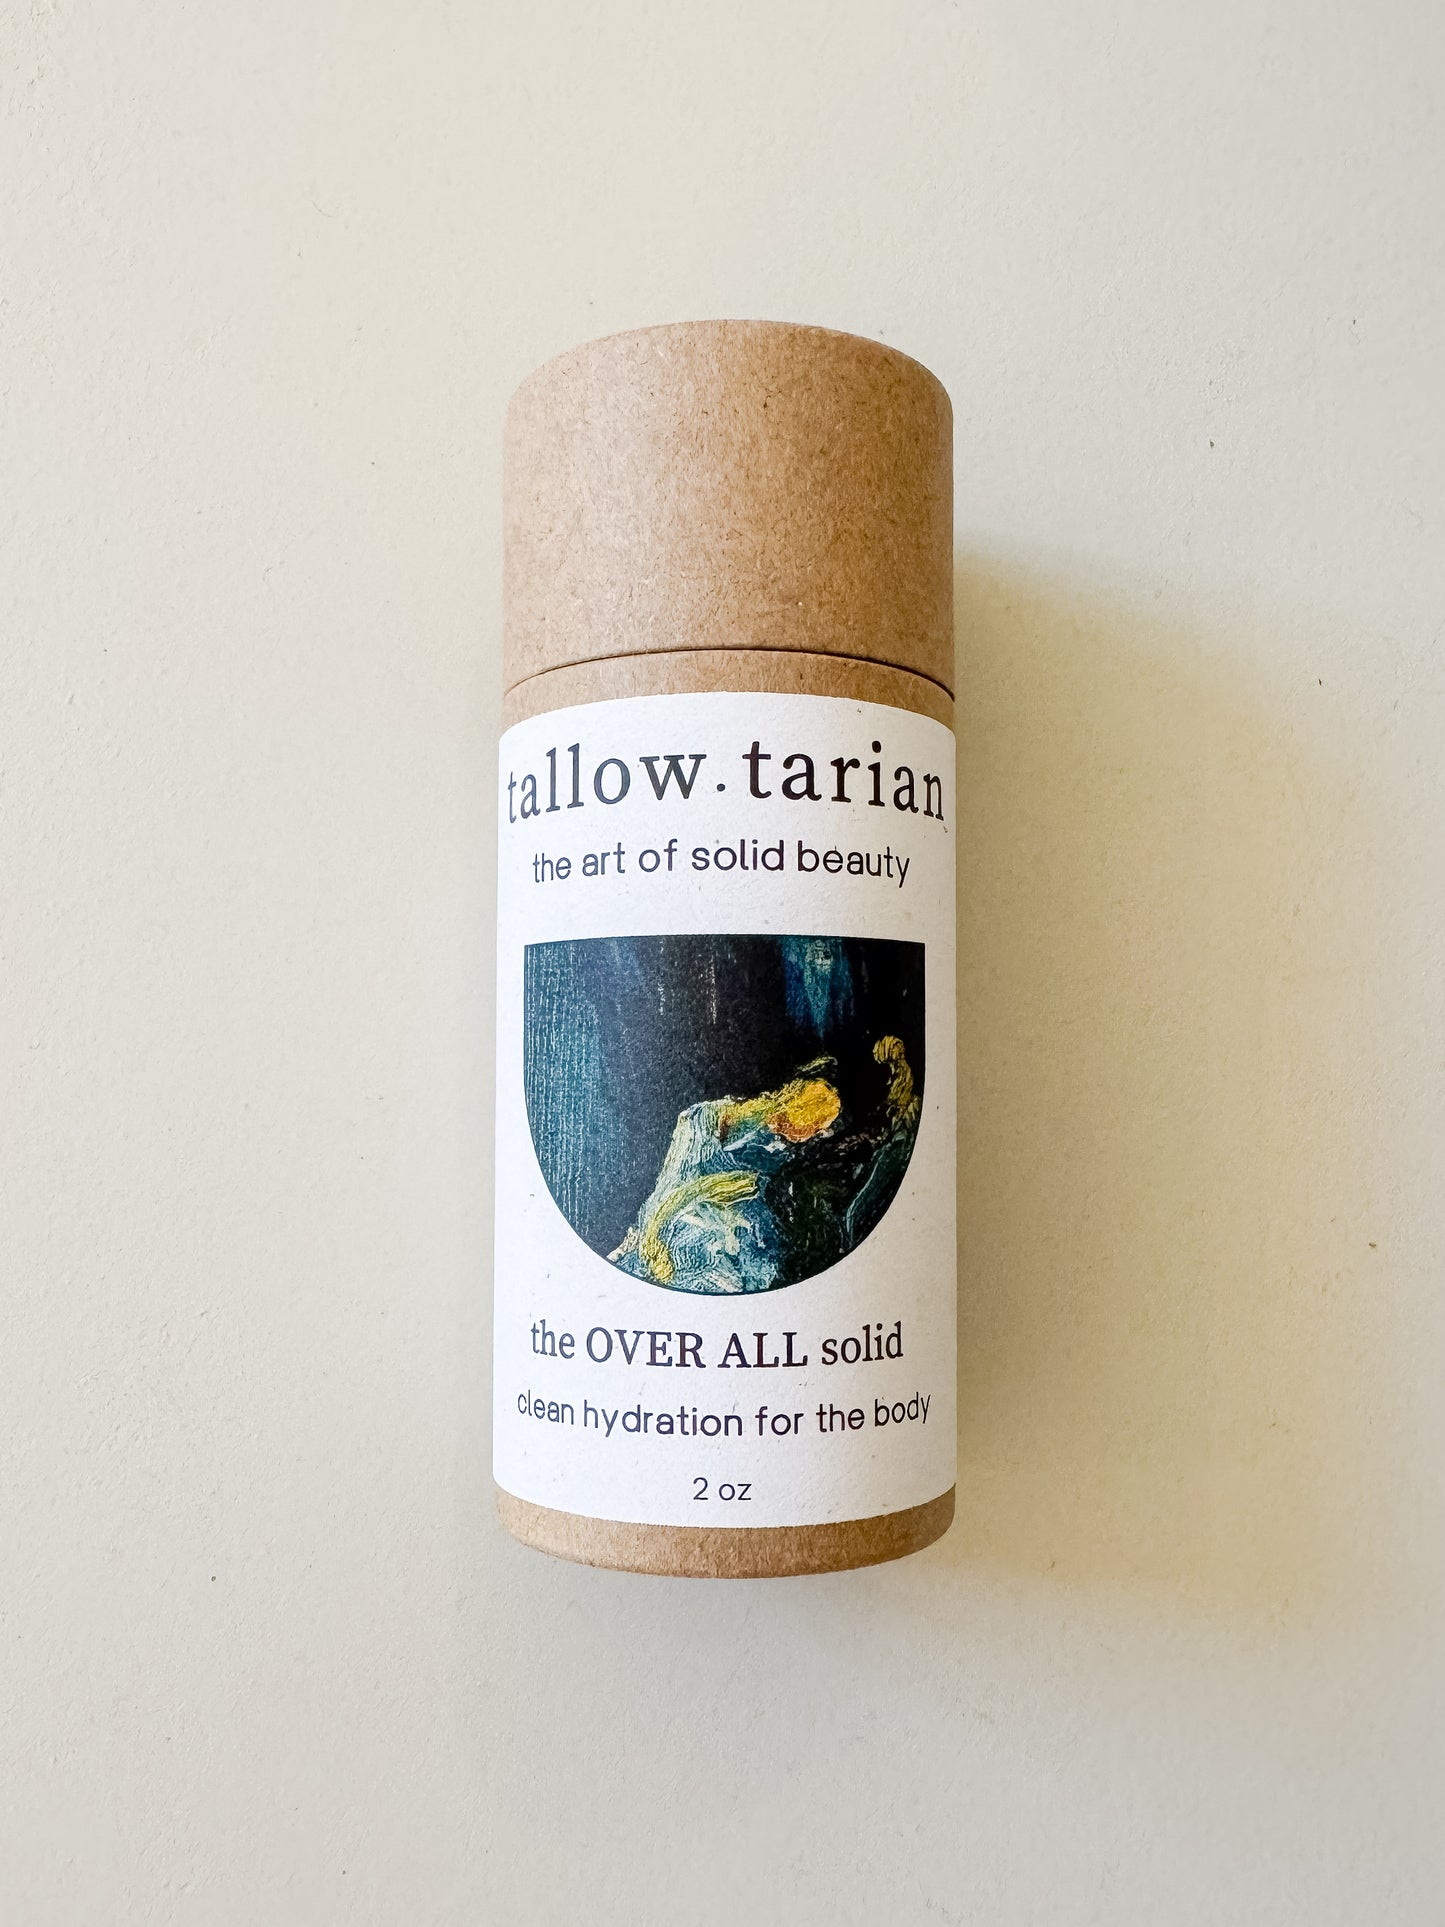 tallow.tarian
the art of solid beauty
the OVER ALL solid
clean hydration for the body
2 oz